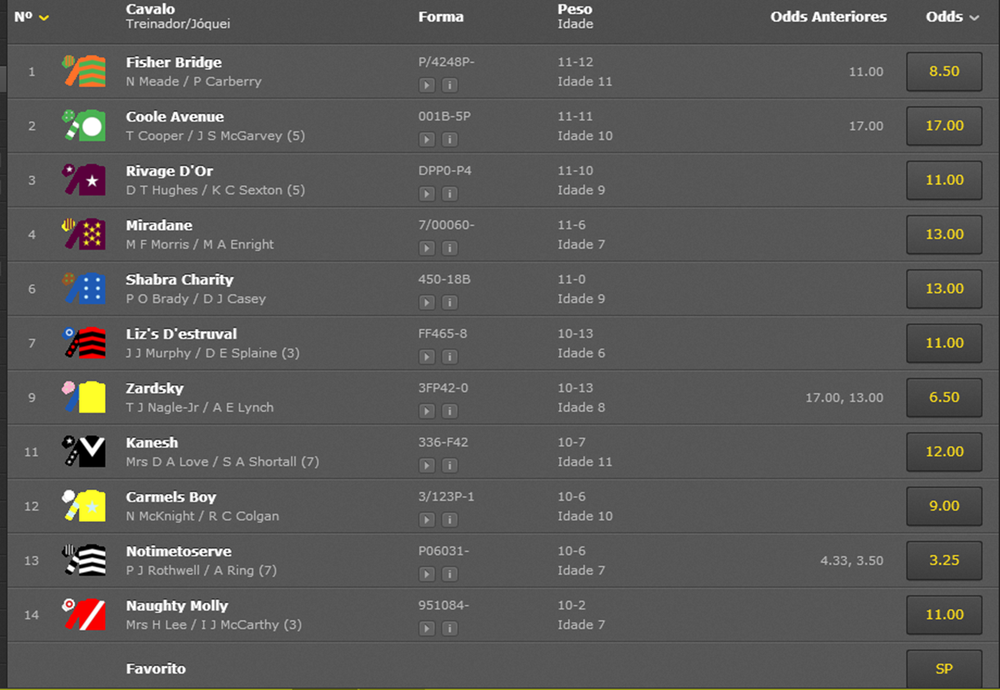 Nº Cavalo Forma Peso Odds Anteriores Odds
Treinador/Jóquei Idade
1 Fisher Bridge P/4248P- 11-12 11.00 8.50
N Meade / P Carberry Idade 11
2 Coole Avenue 001B-5P 11-11 17.00 17.00
T Cooper / J S McGarvey (5) Idade 10
3 Rivage D'Or DPP0-P4 11-10 11.00
D T Hughes / K C Sexton (5) Idade 9
4 Miradane 7/00060- 11-6 13.00
M F Morris / M A Enright Idade 7
6 Shabra Charity 450-18B 11-0 13.00
P O Brady / D J Casey Idade 9
7 Liz's D'estruval FF465-8 10-13 11.00
J J Murphy / D E Splaine (3) Idade 6
9 Zardsky 3FP42-0 10-13 17.00, 13.00 6.50
T J Nagle-Jr / A E Lynch Idade 8
11 Kanesh 336-F42 10-7 12.00
Mrs D A Love / S A Shortall (7) Idade 11
12 Carmels Boy 3/123P-1 10-6 9.00
N McKnight / R C Colgan Idade 10
13 Notimetoserve P06031- 10-6 4.33, 3.50 3.25
P J Rothwell / A Ring (7) Idade 7
14 Naughty Molly 951084- 10-2 11.00
Mrs H Lee / I J McCarthy (3) Idade 7
Favorito SP